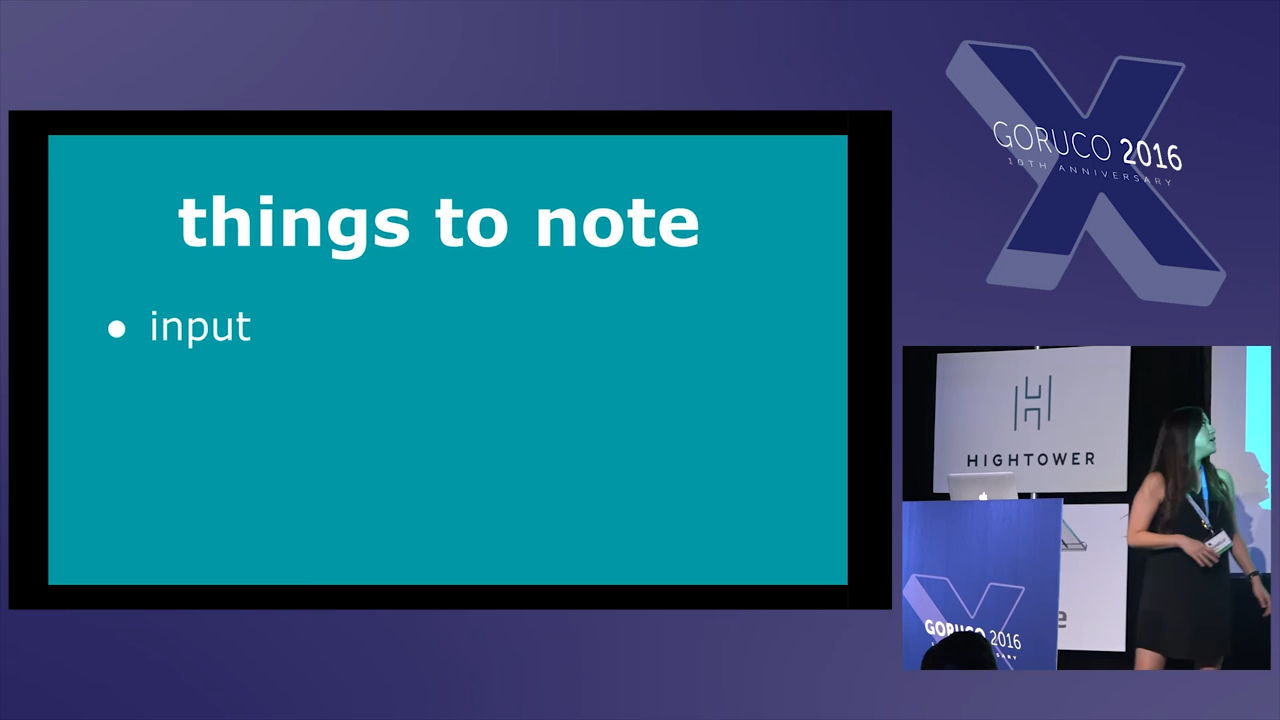 things to note
● input
GORUCO 2016
10TH ANNIVERSARY
HIGHTOWER
GORUCO 2016